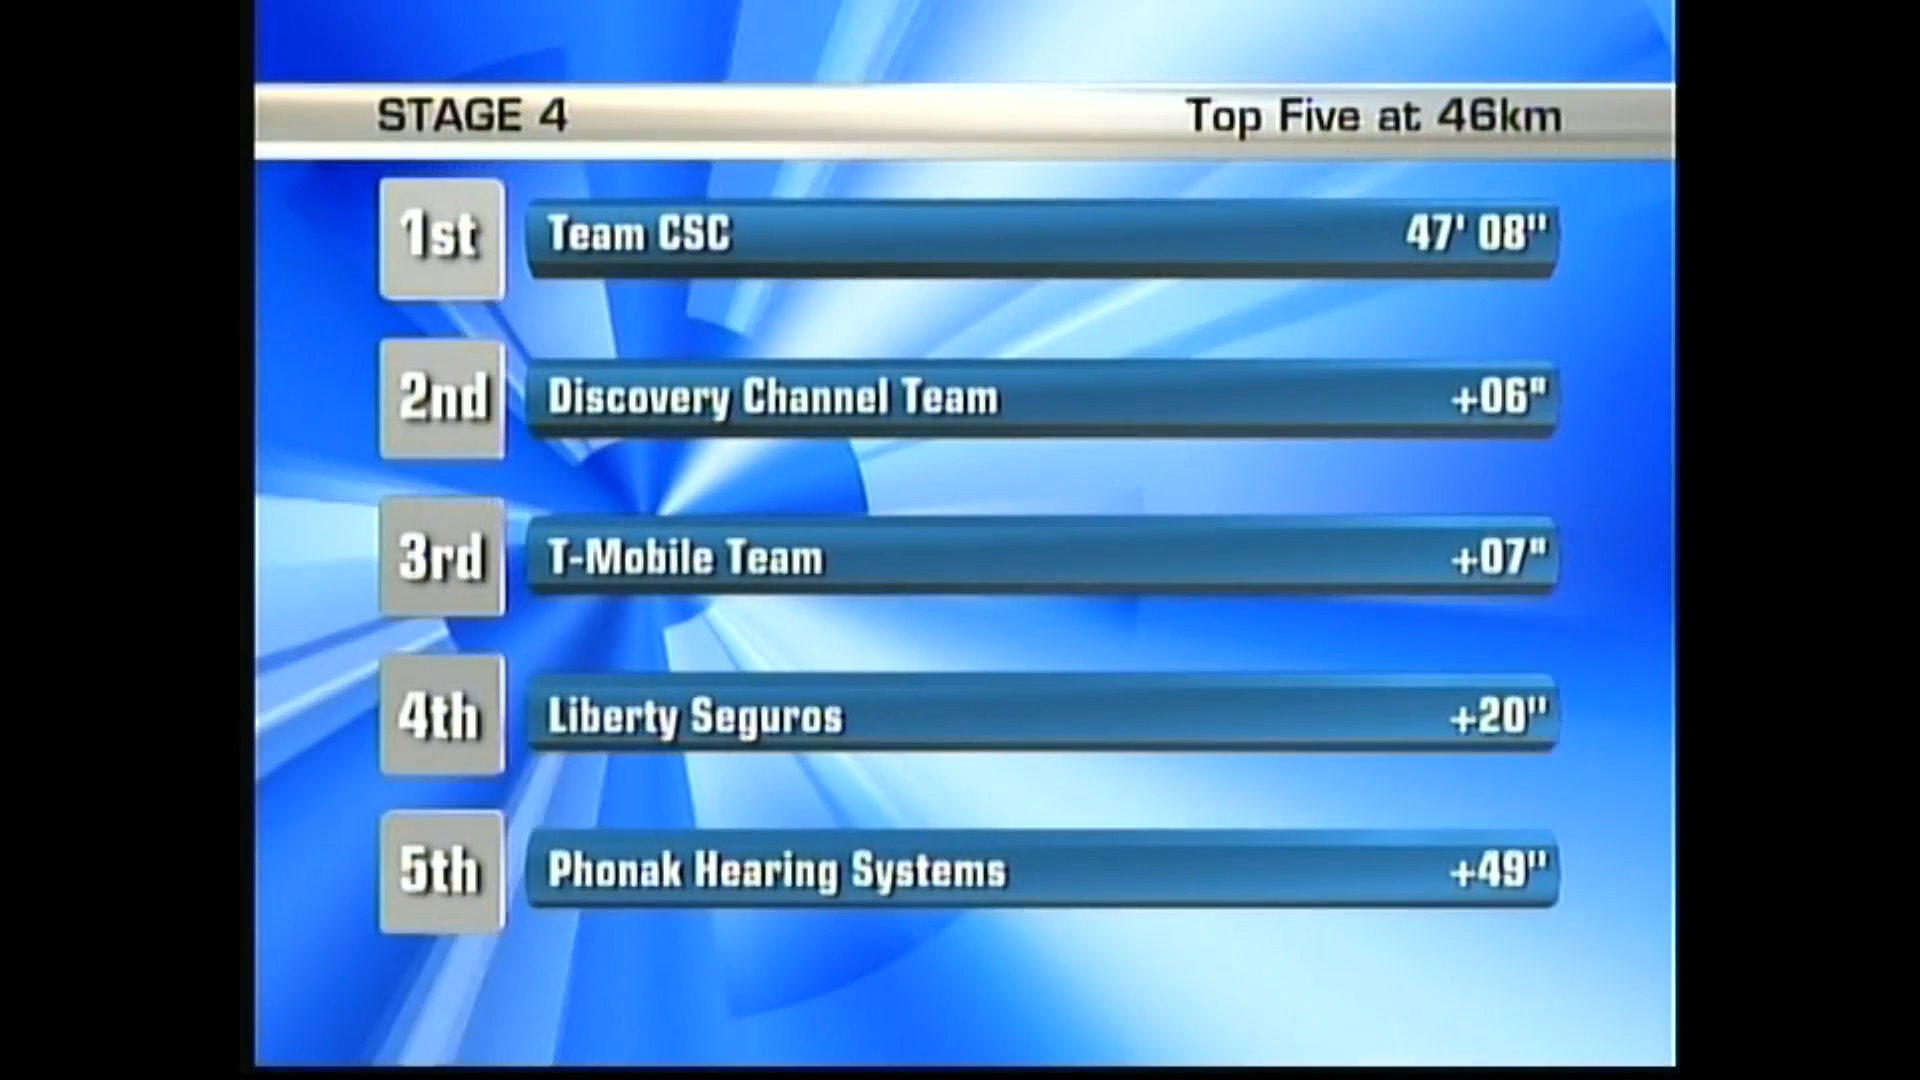 STAGE 4 Top Five at 46km
1st Team CSC 47' 08"
2nd Discovery Channel Team +06"
3rd T-Mobile Team +07"
4th Liberty Seguros +20"
5th Phonak Hearing Systems +49"